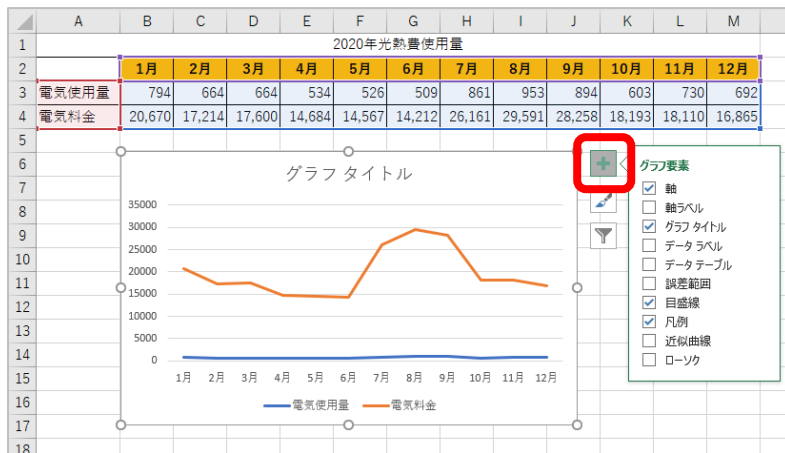 A B C D E F G H I J K L M
1 2020年光熱費使用量
2 1月 2月 3月 4月 5月 6月 7月 8月 9月 10月 11月 12月
3 電気使用量 794 664 664 534 526 509 861 953 894 603 730 692
4 電気料金 20,670 17,214 17,600 14,684 14,567 14,212 26,161 29,591 28,258 18,193 18,110 16,865
5
6
7
8
9
10
11
12
13
14
15
16
17
18
グラフ タイトル
35000
30000
25000
20000
15000
10000
5000
0
1月 2月 3月 4月 5月 6月 7月 8月 9月 10月 11月 12月
電気使用量 電気料金
グラフ要素
軸
軸ラベル
グラフ タイトル
データ ラベル
データ テーブル
誤差範囲
目盛線
凡例
近似曲線
ローソク